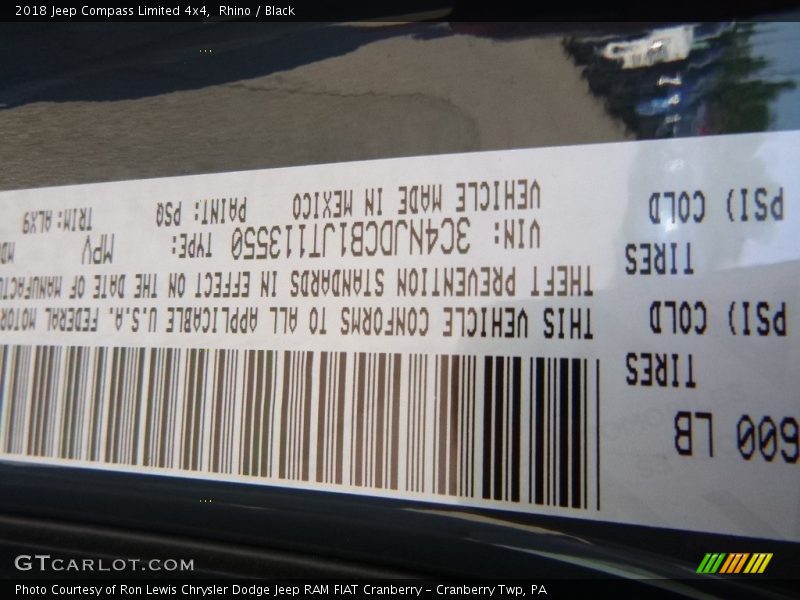 2018 Jeep Compass Limited 4x4,  Rhino / Black
600 LB
TIRES
PSI) COLD
TIRES
PSI) COLD
THIS VEHICLE CONFORMS TO ALL APPLICABLE U.S.A. FEDERAL MOTOR
THEFT PREVENTION STANDARDS IN EFFECT ON THE DATE OF MANUFACTU
VIN: 3C4NJDCB1JT113550 TYPE: MPV
VEHICLE MADE IN MEXICO PAINT: PSQ TRIM: ALX9
GTCARLOT.COM
Photo Courtesy of Ron Lewis Chrysler Dodge Jeep RAM FIAT Cranberry - Cranberry Twp, PA